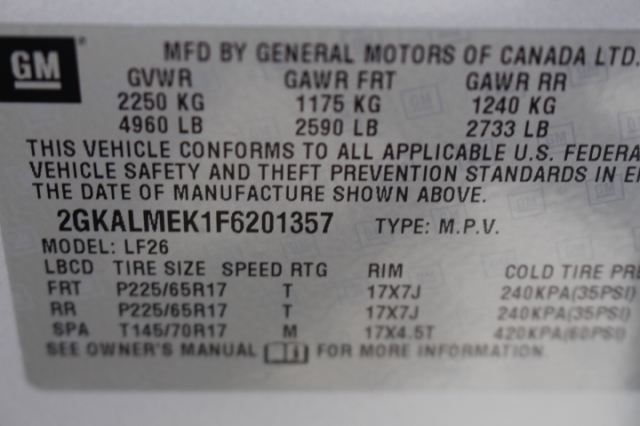 GM
MFD BY GENERAL MOTORS OF CANADA LTD.
GVWR GAWR FRT GAWR RR
2250 KG 1175 KG 1240 KG
4960 LB 2590 LB 2733 LB
THIS VEHICLE CONFORMS TO ALL APPLICABLE U.S. FEDERA
VEHICLE SAFETY AND THEFT PREVENTION STANDARDS IN E
THE DATE OF MANUFACTURE SHOWN ABOVE.
2GKALMEK1F6201357 TYPE: M.P.V.
MODEL: LF26
LBCD TIRE SIZE SPEED RTG RIM COLD TIRE PR
FRT P225/65R17 T 17X7J 240KPA(35PSI)
RR P225/65R17 T 17X7J 240KPA(35PSI)
SPA T145/70R17 M 17X4.5T 420KPA(60PSI)
SEE OWNER'S MANUAL FOR MORE INFORMATION.